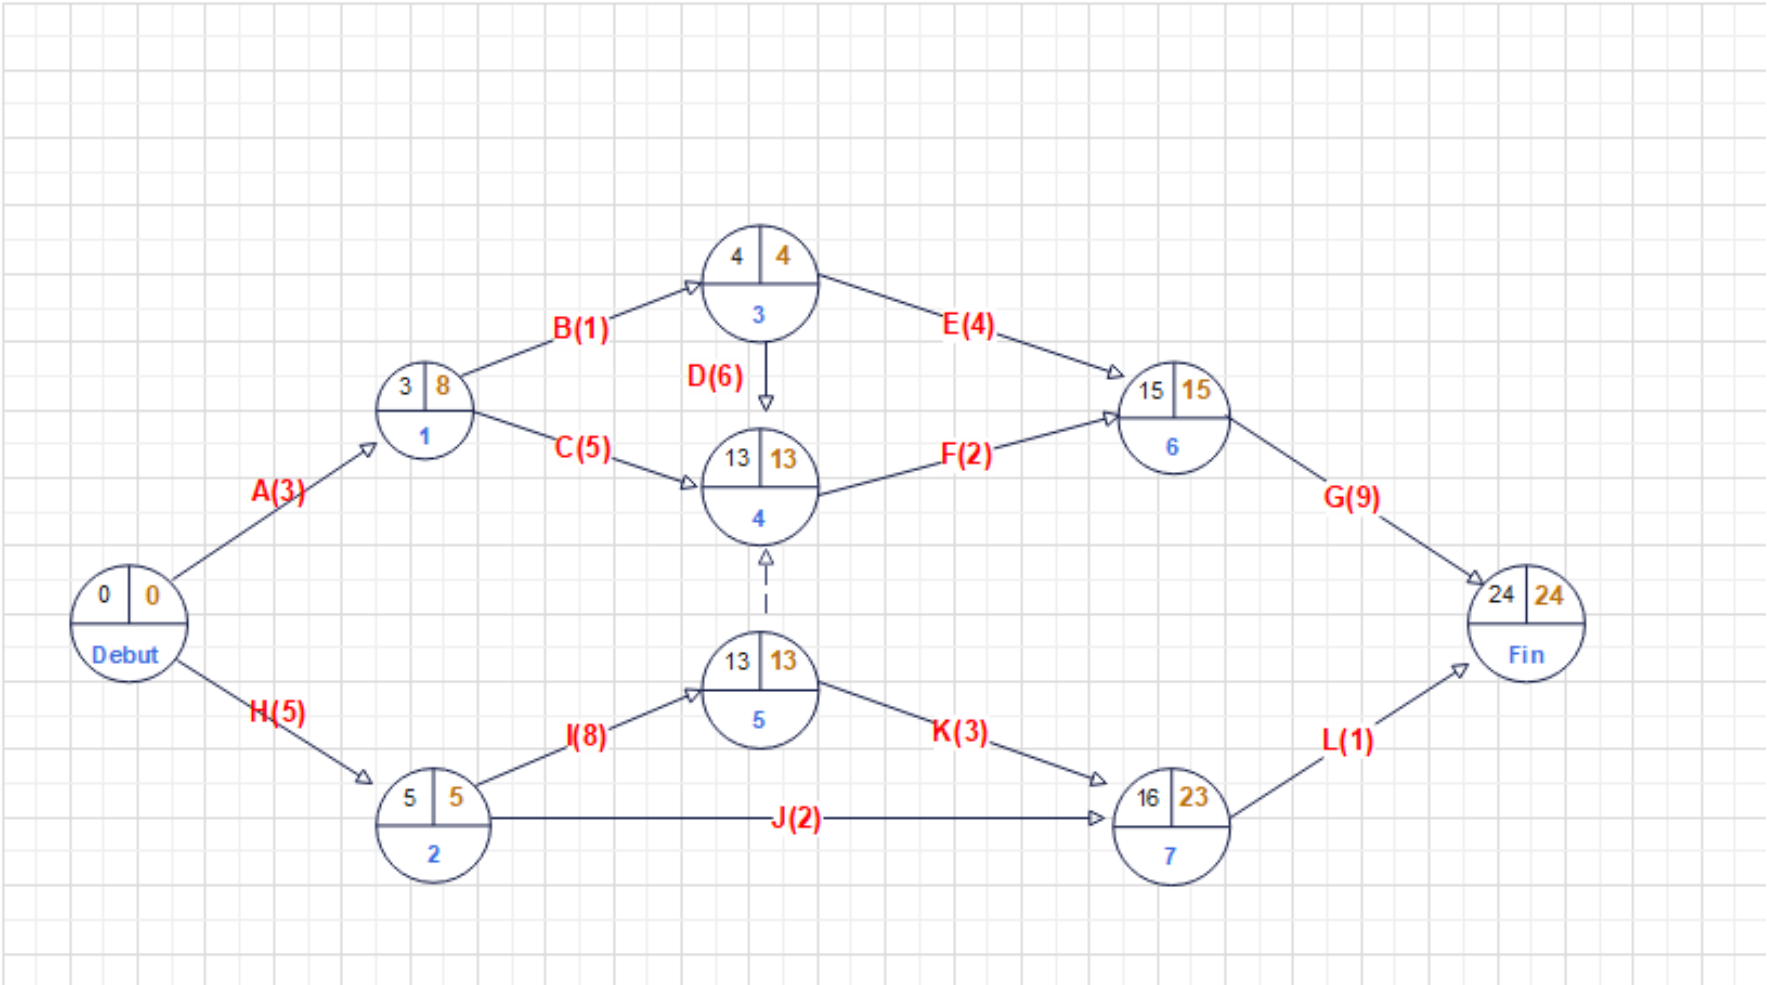 4 4
3
B(1)
E(4)
D(6)
3 8
1
15 15
6
C(5)
F(2)
13 13
4
A(3)
G(9)
0 0
Debut
24 24
Fin
13 13
5
H(5)
I(8)
K(3)
L(1)
5 5
2
J(2)
16 23
7